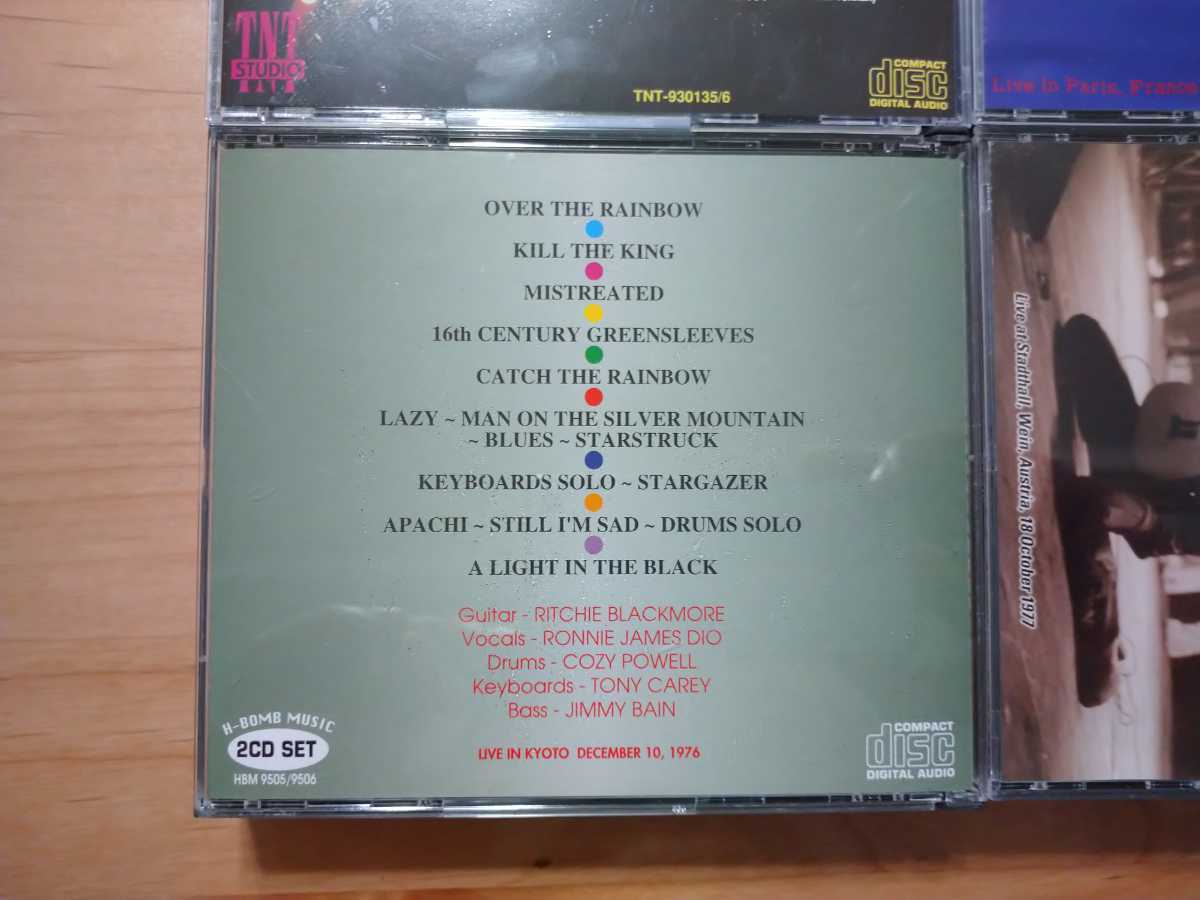 TNT
STUDIO
TNT
TNT-930135/6
COMPACT
disc
DIGITAL AUDIO
Live In Paris, France
OVER THE RAINBOW
KILL THE KING
MISTREATED
16th CENTURY GREENSLEEVES
CATCH THE RAINBOW
LAZY ~ MAN ON THE SILVER MOUNTAIN
~ BLUES ~ STARSTRUCK
KEYBOARDS SOLO ~ STARGAZER
APACHI ~ STILL I'M SAD ~ DRUMS SOLO
A LIGHT IN THE BLACK
Guitar - RITCHIE BLACKMORE
Vocals - RONNIE JAMES DIO
Drums - COZY POWELL
Keyboards - TONY CAREY
Bass - JIMMY BAIN
LIVE IN KYOTO DECEMBER 10, 1976
H-BOMB MUSIC
2CD SET
HBM 9505/9506
COMPACT
disc
DIGITAL AUDIO
Live at Stadthall, Wein, Austria, 18 October 1977